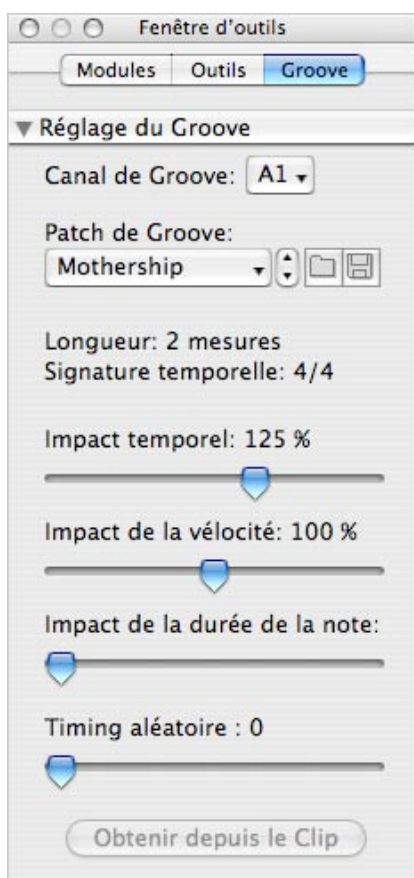 Fenêtre d'outils
Modules Outils Groove
Réglage du Groove
Canal de Groove: A1
Patch de Groove:
Mothership
Longueur: 2 mesures
Signature temporelle: 4/4
Impact temporel: 125 %
Impact de la vélocité: 100 %
Impact de la durée de la note:
Timing aléatoire : 0
Obtenir depuis le Clip